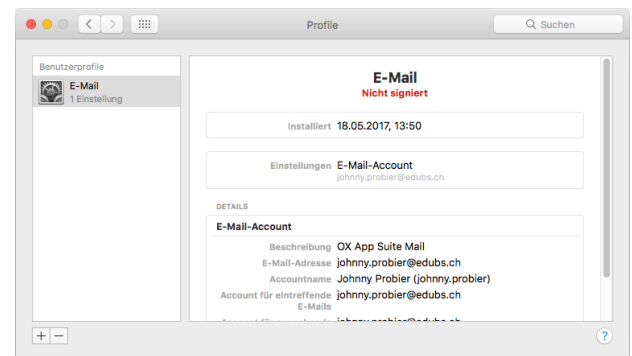 Profile
Suchen
Benutzerprofile
E-Mail
1 Einstellung
E-Mail
Nicht signiert
Installiert 18.05.2017, 13:50
Einstellungen E-Mail-Account
johnny.probier@edubs.ch
DETAILS
E-Mail-Account
Beschreibung OX App Suite Mail
E-Mail-Adresse johnny.probier@edubs.ch
Accountname Johnny Probier (johnny.probier)
Account für eintreffende johnny.probier@edubs.ch
E-Mails